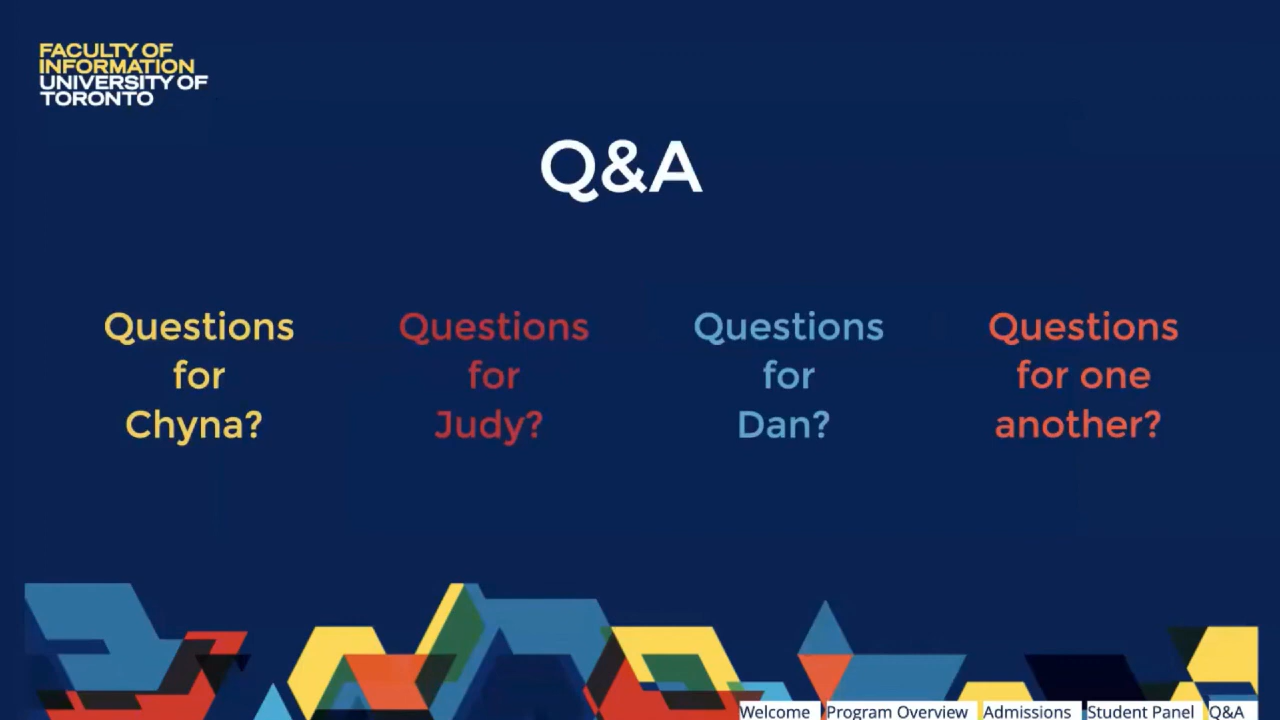 FACULTY OF
INFORMATION
UNIVERSITY OF
TORONTO
Q&A
Questions
for
Chyna?
Questions
for
Judy?
Questions
for
Dan?
Questions
for one
another?
Welcome Program Overview Admissions Student Panel Q&A